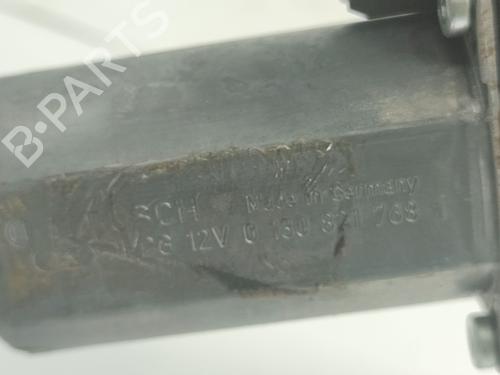 B-PARTS
SCH Made in Germany
12V 0 130 821 768